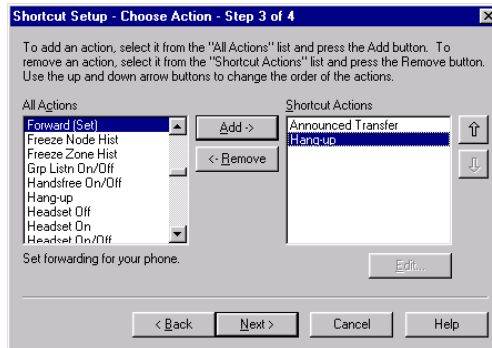 Shortcut Setup - Choose Action - Step 3 of 4
To add an action, select it from the "All Actions" list and press the Add button. To
remove an action, select it from the "Shortcut Actions" list and press the Remove button.
Use the up and down arrow buttons to change the order of the actions.
All Actions
Forward (Set)
Freeze Node Hist
Freeze Zone Hist
Grp Listn On/Off
Handsfree On/Off
Hang-up
Headset Off
Headset On
Headset On/Off
Set forwarding for your phone.
Add ->
<- Remove
Shortcut Actions
Announced Transfer
Hang-up
Edit...
< Back
Next >
Cancel
Help